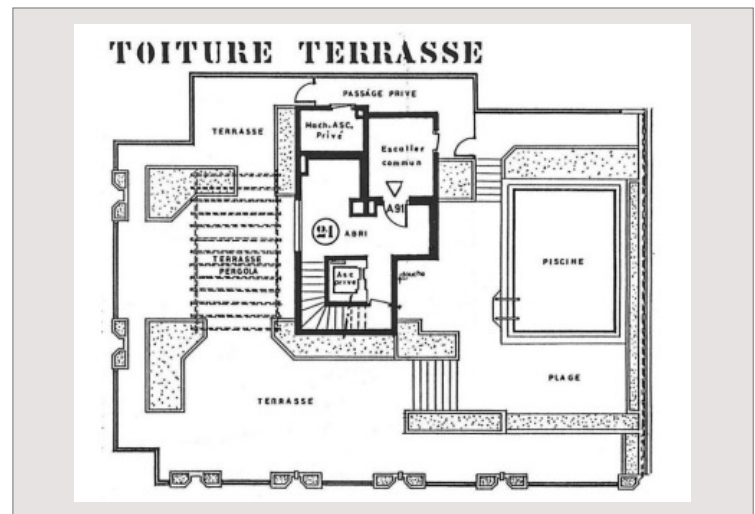 TOITURE TERRASSE
PASSAGE PRIVE
TERRASSE
Mach. ASC.
Privé
Escalier
commun
A91
21
ABRI
TERRASSE
PERGOLA
Asc
privé
douche
PISCINE
PLAGE
TERRASSE